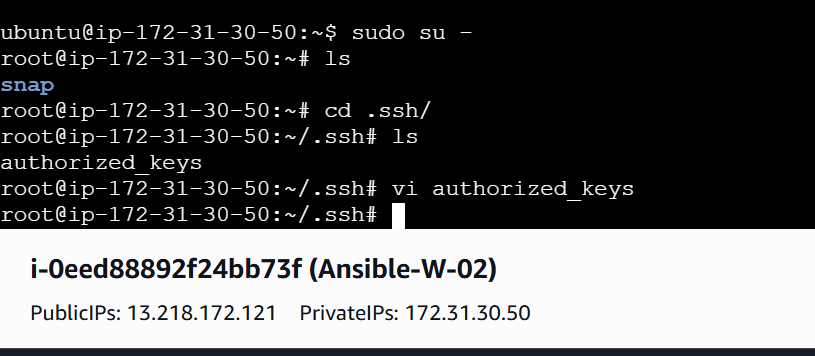 ubuntu@ip-172-31-30-50:~$ sudo su -
root@ip-172-31-30-50:~# ls
snap
root@ip-172-31-30-50:~# cd .ssh/
root@ip-172-31-30-50:~/.ssh# ls
authorized_keys
root@ip-172-31-30-50:~/.ssh# vi authorized_keys
root@ip-172-31-30-50:~/.ssh#
i-0eed88892f24bb73f (Ansible-W-02)
PublicIPs: 13.218.172.121 PrivateIPs: 172.31.30.50